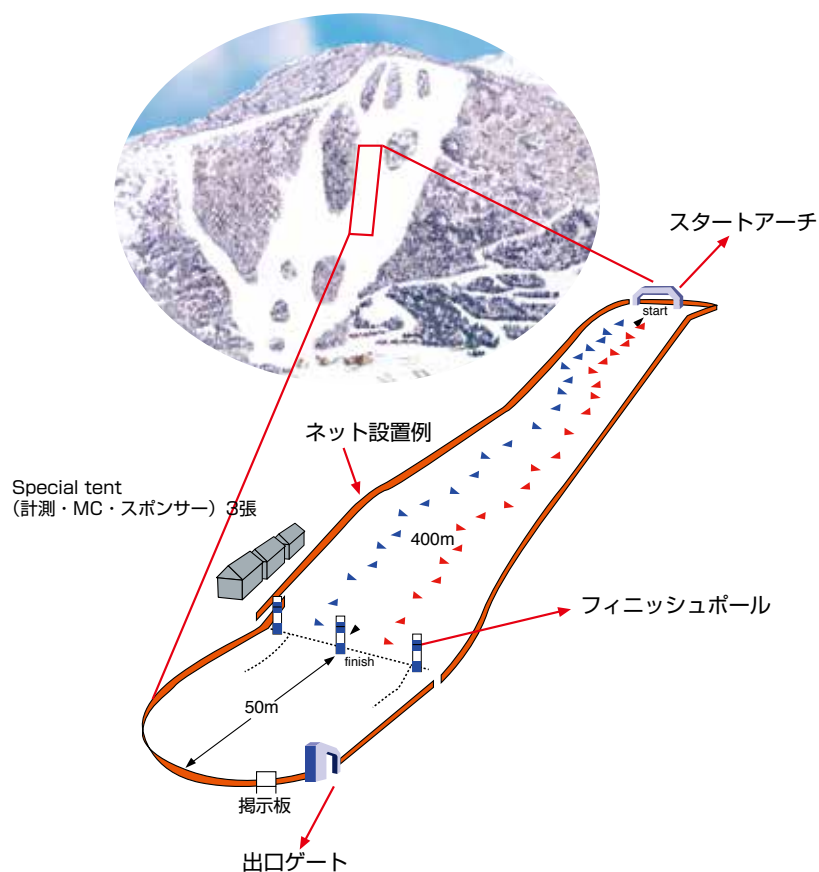 スタートアーチ
start
ネット設置例
Special tent
（計測・MC・スポンサー）3張
400m
フィニッシュポール
finish
50m
掲示板
出口ゲート